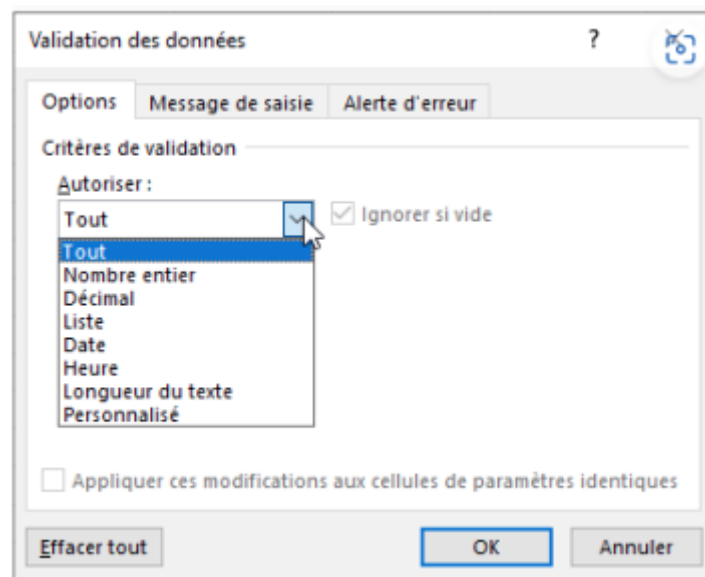 Validation des données ?
Options Message de saisie Alerte d'erreur
Critères de validation
Autoriser :
Tout Ignorer si vide
Tout
Nombre entier
Décimal
Liste
Date
Heure
Longueur du texte
Personnalisé
Appliquer ces modifications aux cellules de paramètres identiques
Effacer tout OK Annuler